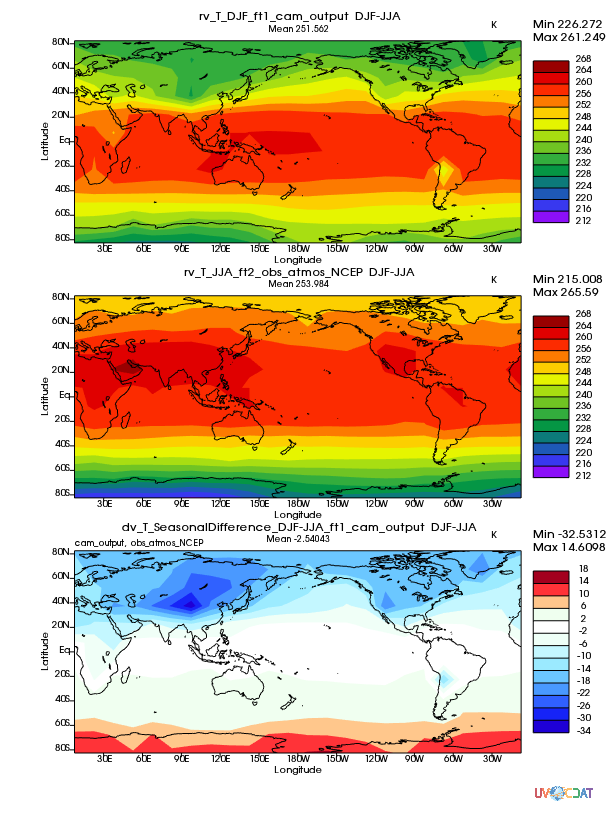 rv_T_DJF_ft1_cam_output DJF-JJA
Mean 251.562
K
Min 226.272
Max 261.249
80N
60N
40N
20N
Eq
20S
40S
60S
80S
Latitude
30E 60E 90E 120E 150E 180W 150W 120W 90W 60W 30W
Longitude
268
264
260
256
252
248
244
240
236
232
228
224
220
216
212
rv_T_JJA_ft2_obs_atmos_NCEP DJF-JJA
Mean 253.984
K
Min 215.008
Max 265.59
80N
60N
40N
20N
Eq
20S
40S
60S
80S
Latitude
30E 60E 90E 120E 150E 180W 150W 120W 90W 60W 30W
Longitude
268
264
260
256
252
248
244
240
236
232
228
224
220
216
212
dv_T_SeasonalDifference_DJF-JJA_ft1_cam_output DJF-JJA
cam_output, obs_atmos_NCEP
Mean -2.54043
K
Min -32.5312
Max 14.6098
80N
60N
40N
20N
Eq
20S
40S
60S
80S
Latitude
30E 60E 90E 120E 150E 180W 150W 120W 90W 60W 30W
Longitude
18
14
10
6
2
-2
-6
-10
-14
-18
-22
-26
-30
-34
UV CDAT